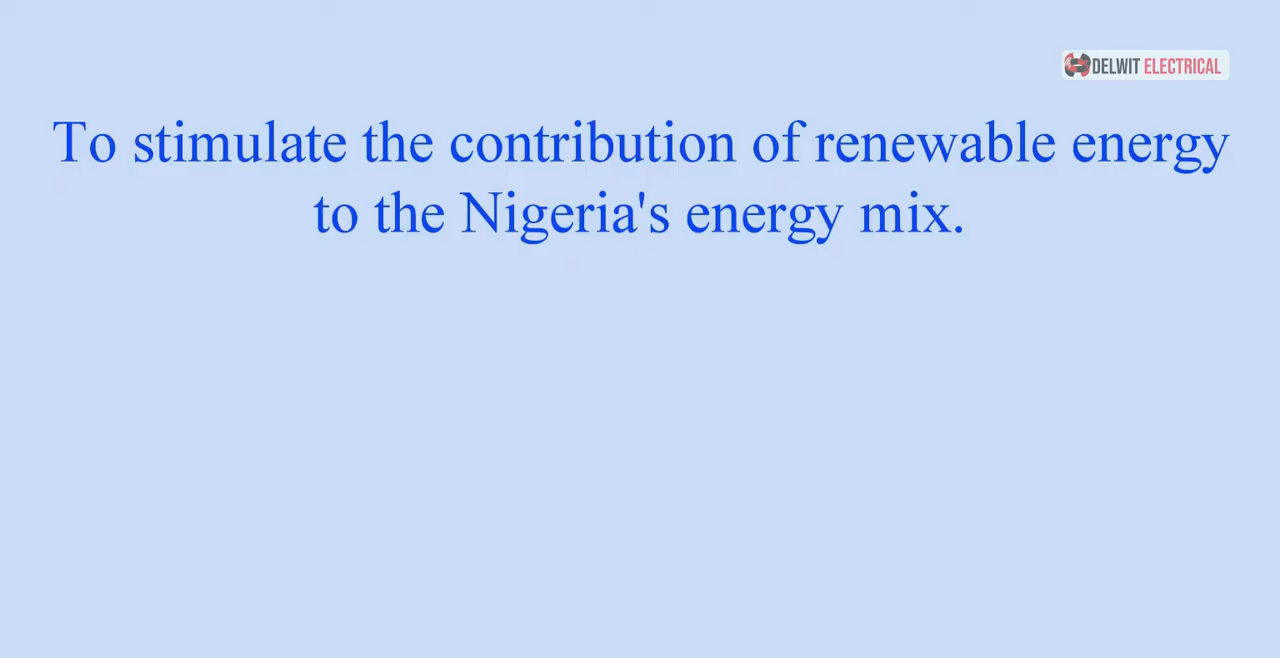 DELWIT ELECTRICAL
To stimulate the contribution of renewable energy
to the Nigeria's energy mix.